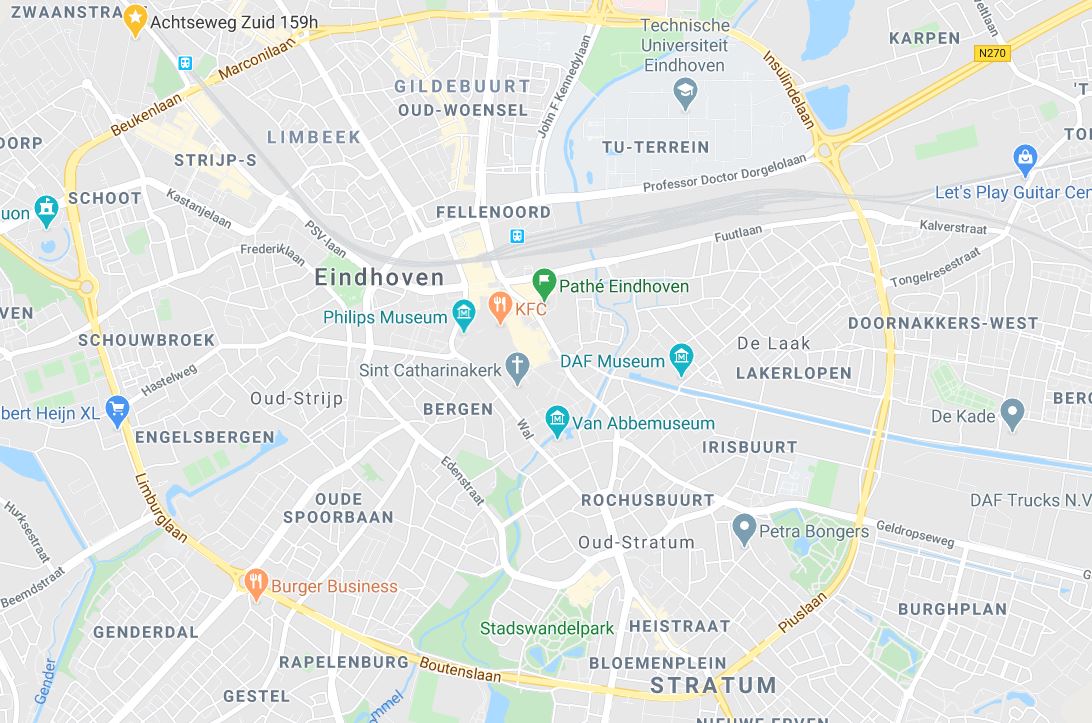 ZWAANSTRA
Achtseweg Zuid 159h
Technische
Universiteit
Eindhoven
KARPEN
N270
Marconilaan
GILDEBUURT
OUD-WOENSEL
John F Kennedylaan
Insulindelaan
Beukenlaan
LIMBEEK
DORP
STRIJP-S
TU-TERREIN
TO
Professor Doctor Dorgelolaan
Let's Play Guitar Cen
SCHOOT
Kastanjelaan
uon
FELLENOORD
PSV-laan
Frederiklaan
Fuutlaan
Kalverstraat
Tongelresestraat
Eindhoven
Pathé Eindhoven
KFC
Philips Museum
VEN
SCHOUWBROEK
DOORNAKKERS-WEST
De Laak
Hastelweg
Sint Catharinakerk
DAF Museum
LAKERLOPEN
Oud-Strijp
BERGEN
BERG
bert Heijn XL
De Kade
Wal
Van Abbemuseum
ENGELSBERGEN
IRISBUURT
Edenstraat
Limburglaan
OUDE
SPOORBAAN
ROCHUSBUURT
DAF Trucks N.V
Hurksestraat
Oud-Stratum
Petra Bongers
Geldropseweg
Beemdstraat
Burger Business
Piuslaan
BURGHPLAN
GENDERDAL
Stadswandelpark
HEISTRAAT
Gender
RAPELENBURG
Boutenslaan
BLOEMENPLEIN
STRATUM
GESTEL
mmel
NIEUWE ERVEN